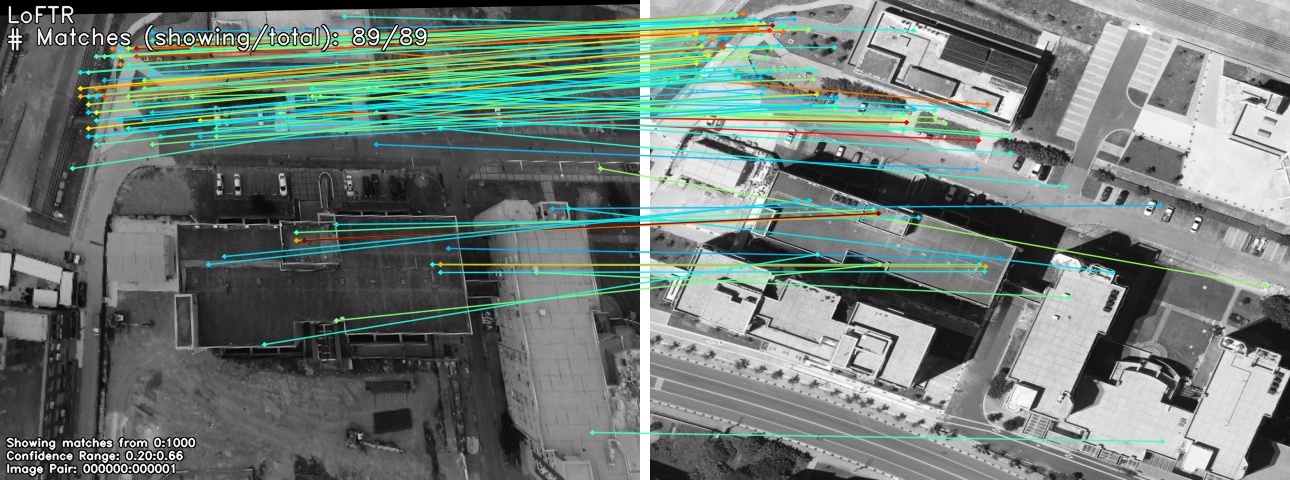 LoFTR
# Matches (showing/total): 89/89
Showing matches from 0:1000
Confidence Range: 0.20:0.66
Image Pair: 000000:000001